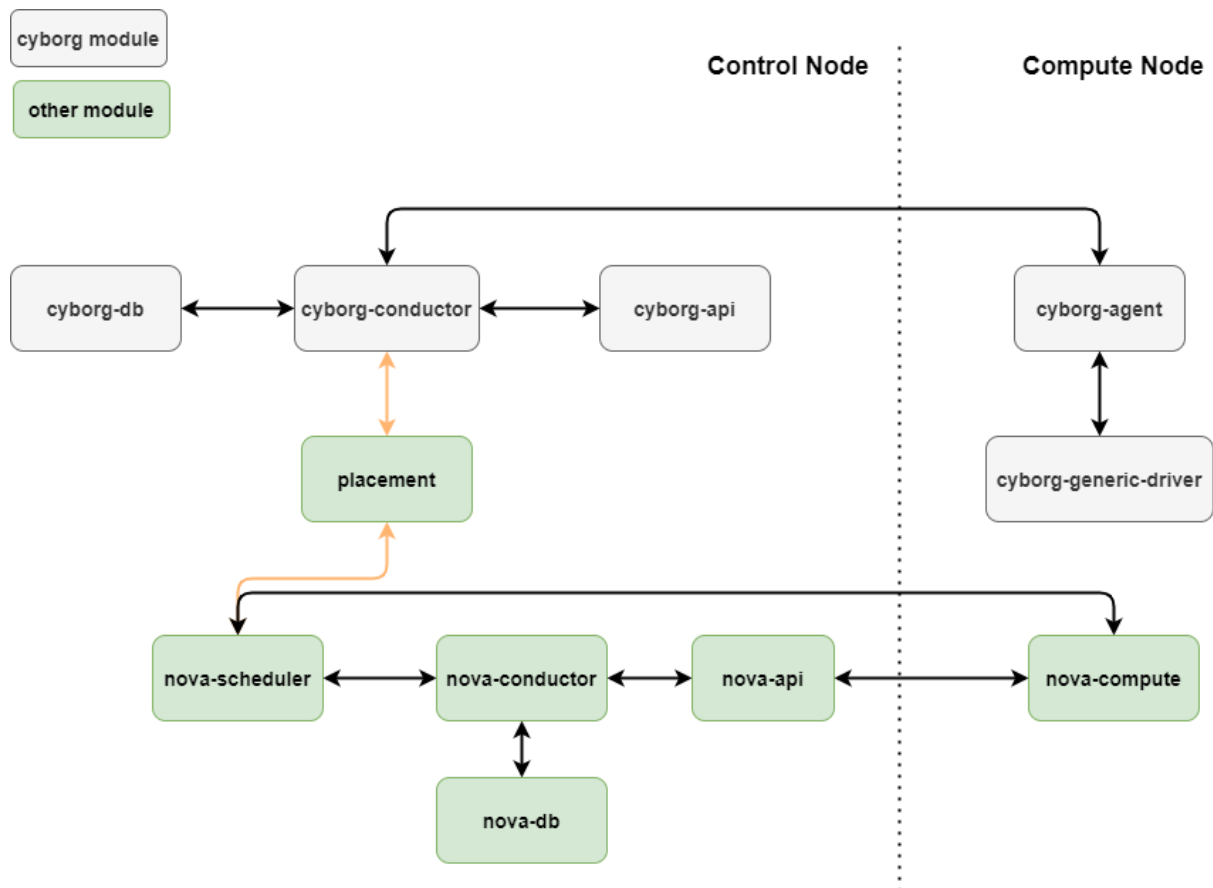 cyborg module
other module
Control Node
Compute Node
cyborg-db
cyborg-conductor
cyborg-api
cyborg-agent
placement
cyborg-generic-driver
nova-scheduler
nova-conductor
nova-api
nova-compute
nova-db